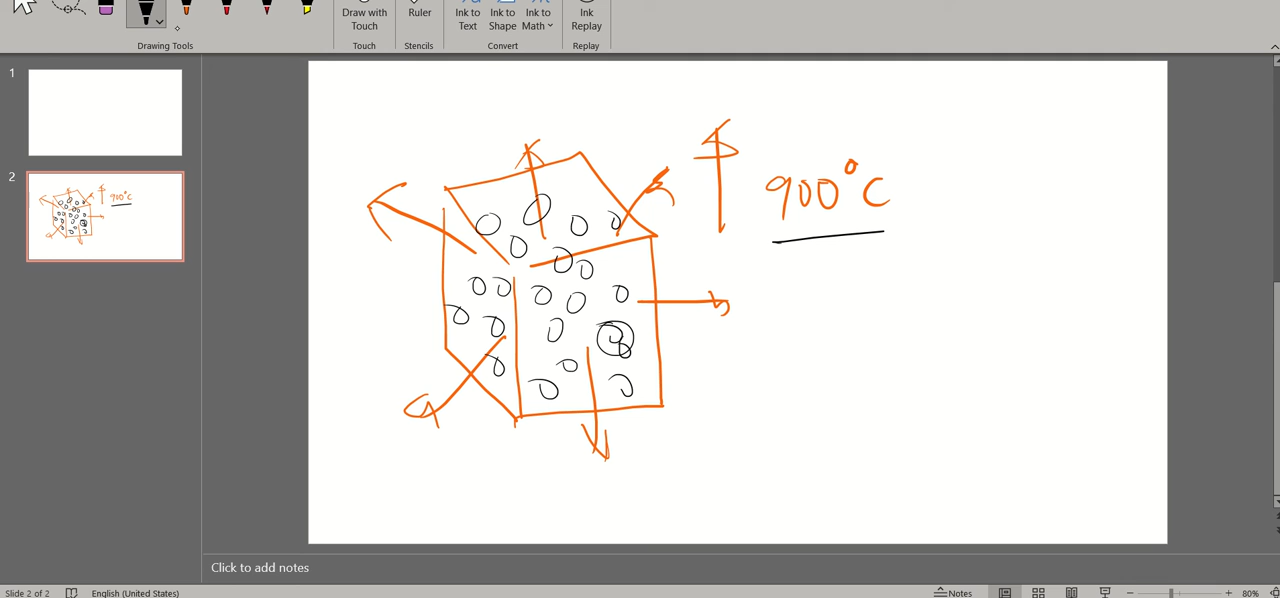 Draw with Touch
Ruler
Ink to Text
Ink to Shape
Ink to Math
Ink Replay
Drawing Tools
Touch
Stencils
Convert
Replay
1
2
900°C
900°C
Click to add notes
Slide 2 of 2
English (United States)
Notes
80%